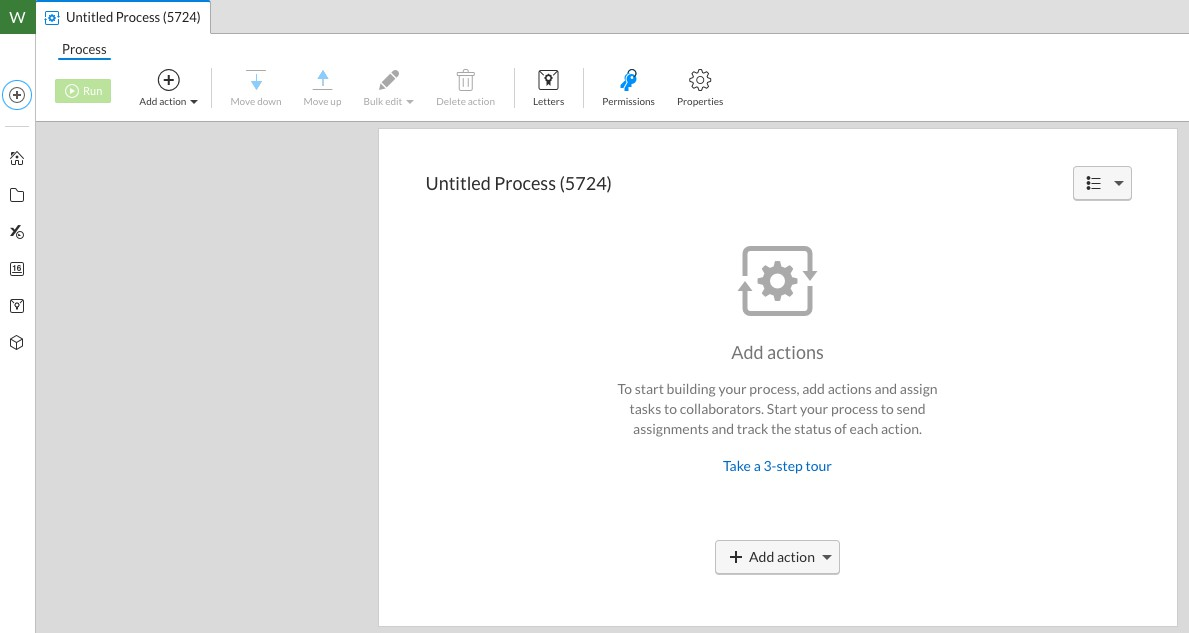 W
Untitled Process (5724)
Process
Run
Add action
Move down
Move up
Bulk edit
Delete action
Letters
Permissions
Properties
16
Untitled Process (5724)
Add actions
To start building your process, add actions and assign
tasks to collaborators. Start your process to send
assignments and track the status of each action.
Take a 3-step tour
Add action